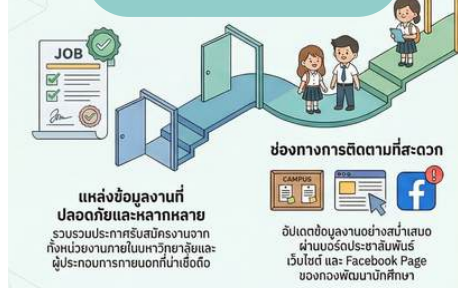 JOB
แหล่งข้อมูลงานที่
ปลอดภัยและหลากหลาย
รวบรวมประกาศรับสมัครงานจาก
ทั้งหน่วยงานภายในมหาวิทยาลัยและ
ผู้ประกอบการภายนอกที่น่าเชื่อถือ
ช่องทางการติดตามที่สะดวก
CAMPUS
อัปเดตข้อมูลงานอย่างสม่ำเสมอ
ผ่านบอร์ดประชาสัมพันธ์
เว็บไซต์ และ Facebook Page
ของกองพัฒนานักศึกษา